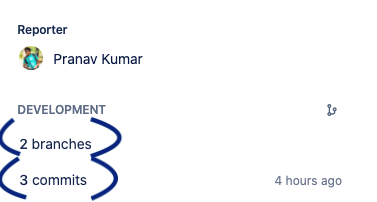 Reporter
Pranav Kumar
DEVELOPMENT
2 branches
3 commits 4 hours ago